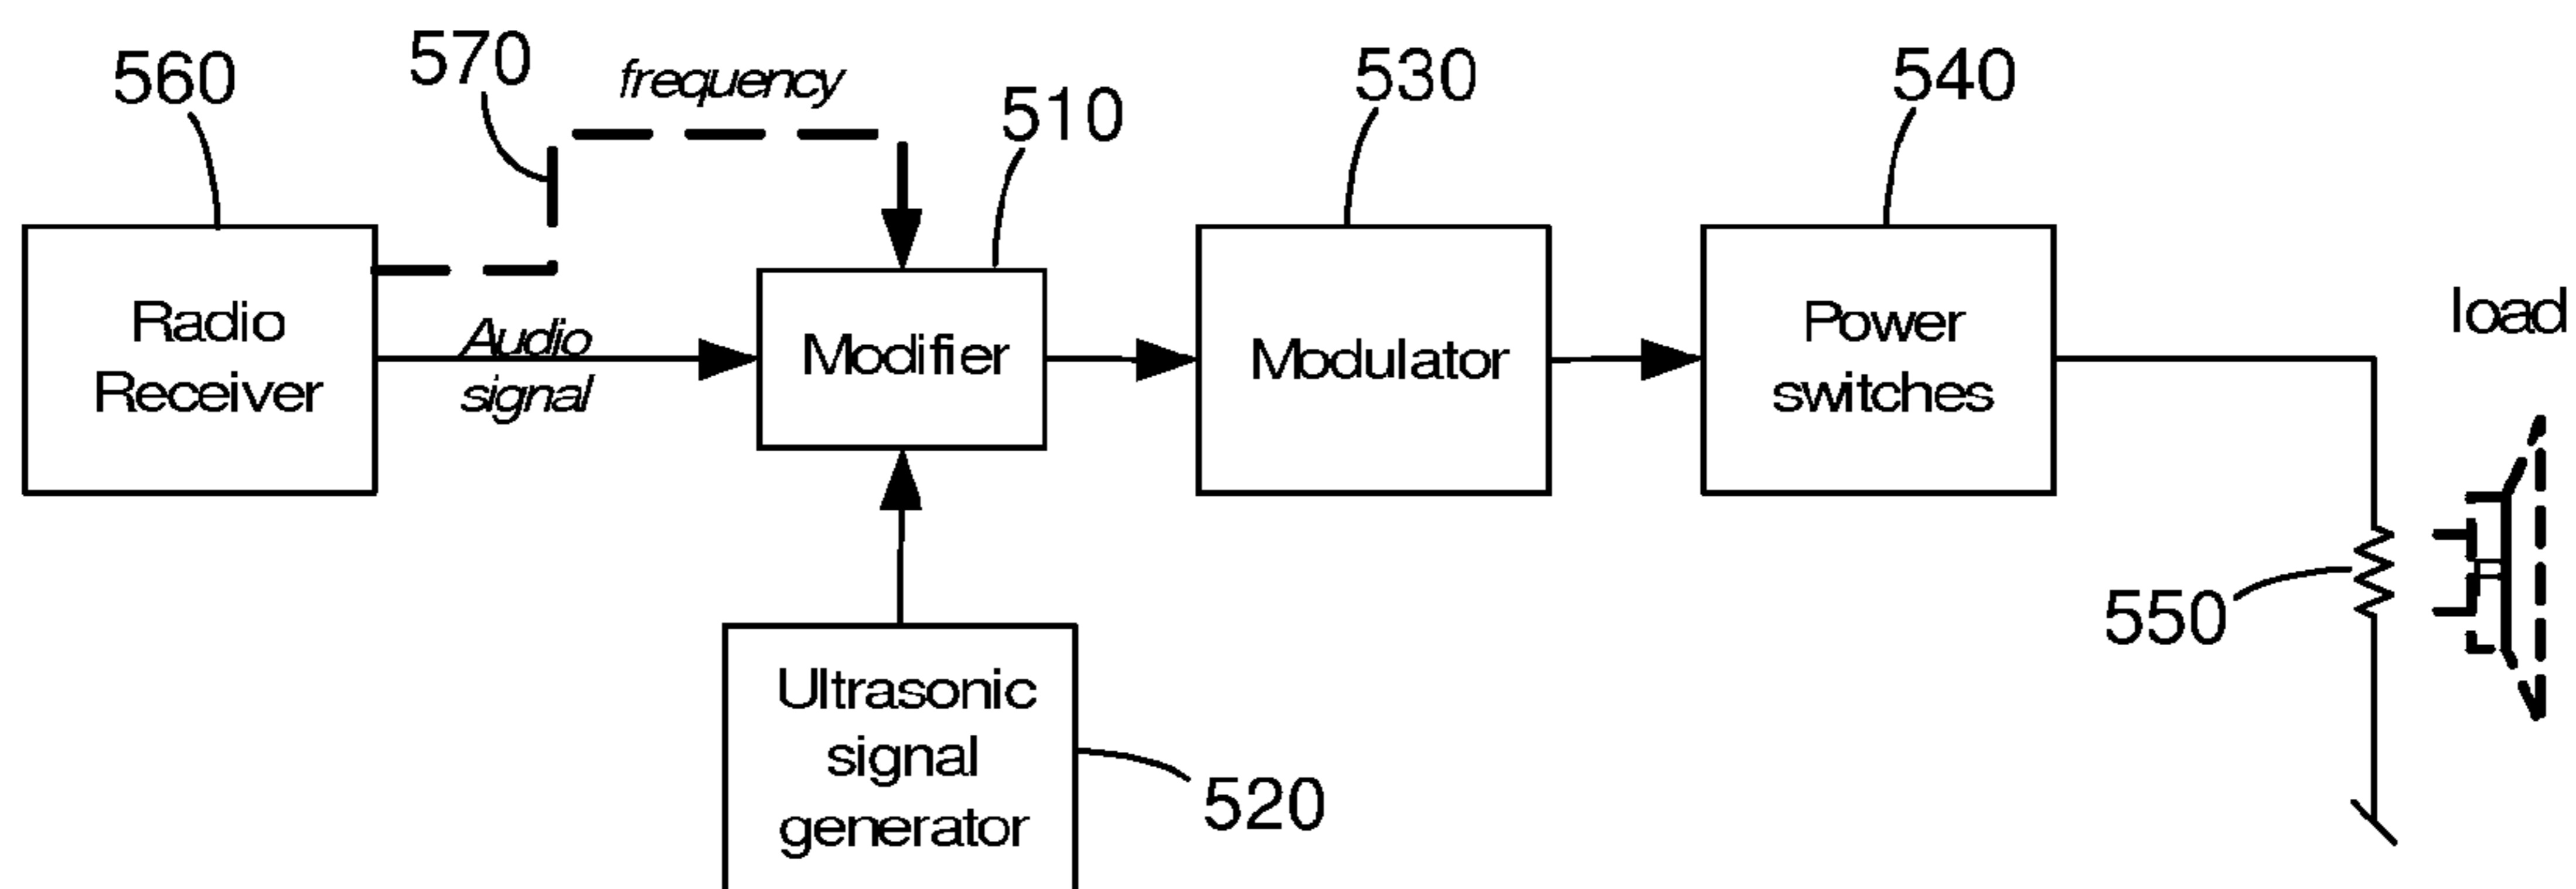 560
570
frequency
510
530
540
Radio
Receiver
Audio
signal
Modifier
Modulator
Power
switches
load
550
Ultrasonic
signal
generator
520